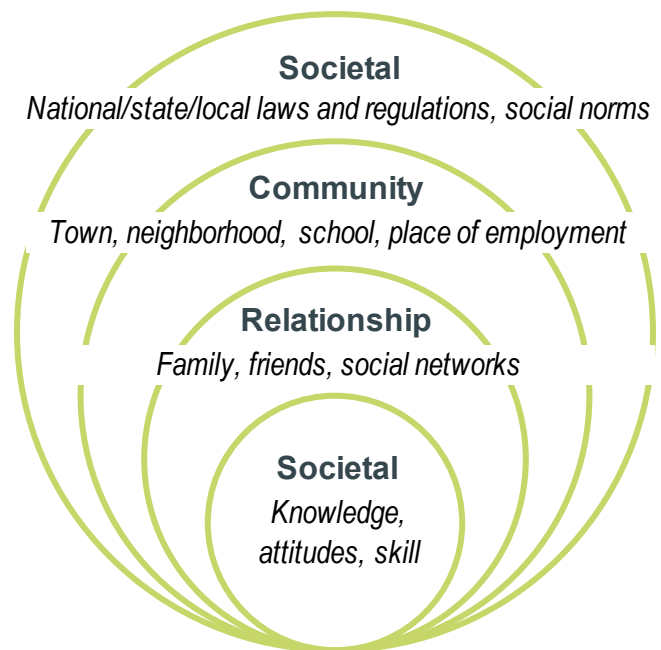 Societal
National/state/local laws and regulations, social norms
Community
Town, neighborhood, school, place of employment
Relationship
Family, friends, social networks
Societal
Knowledge,
attitudes, skill